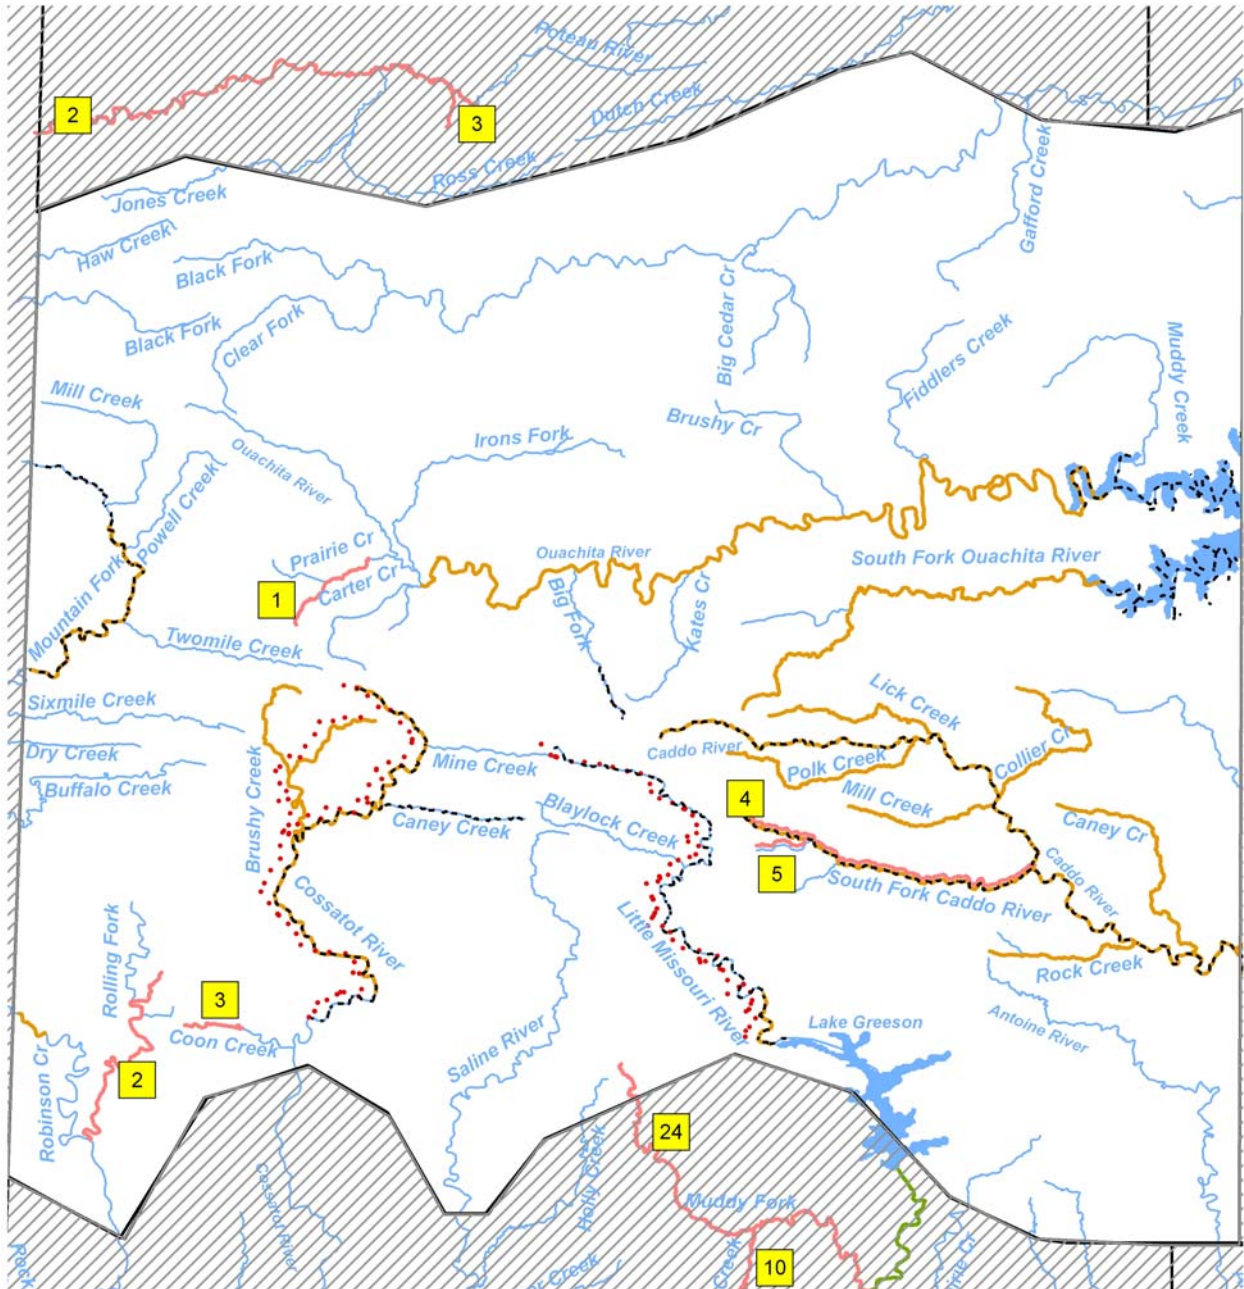 Poteau River
2
3
Dutch Creek
Ross Creek
Jones Creek
Gafford Creek
Haw Creek
Black Fork
Black Fork
Clear Fork
Big Cedar Cr
Fiddlers Creek
Muddy Creek
Mill Creek
Brushy Cr
Irons Fork
Ouachita River
Powell Creek
Prairie Cr
Ouachita River
South Fork Ouachita River
Mountain Fork
1
Carter Cr
Big Fork
Kates Cr
Twomile Creek
Sixmile Creek
Lick Creek
Dry Creek
Caddo River
Collier Cr
Buffalo Creek
Mine Creek
Polk Creek
Brushy Creek
4
Mill Creek
Blaylock Creek
Caney Creek
Caney Cr
5
Caddo River
South Fork Caddo River
Cossatot River
Little Missouri River
Rolling Fork
Rock Creek
3
Coon Creek
Lake Greeson
Antoine River
Saline River
Robinson Cr
2
24
Holly Creek
Muddy Fork
Cossatot River
Rock
Creek
10
Creek
Cr